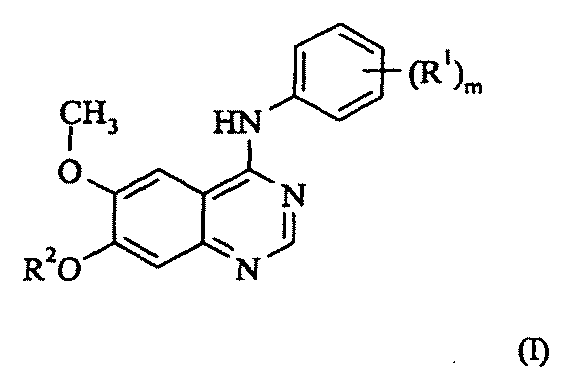 (R¹)ₘ
HN
CH₃
O
N
R²O
N
(I)